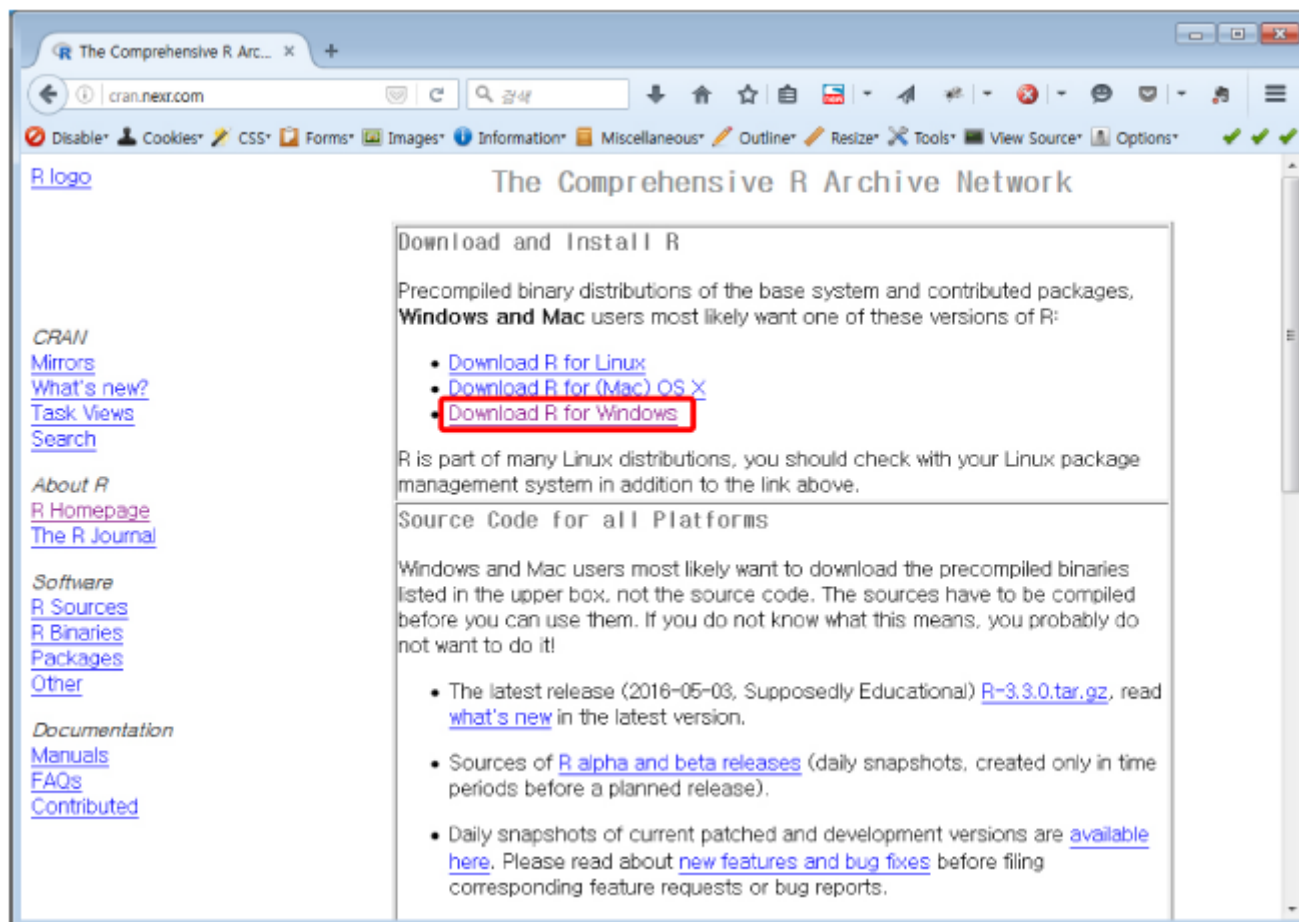 The Comprehensive R Arc...
cran.nexr.com
검색
Disable
Cookies
CSS
Forms
Images
Information
Miscellaneous
Outline
Resize
Tools
View Source
Options
R logo
CRAN
Mirrors
What's new?
Task Views
Search
About R
R Homepage
The R Journal
Software
R Sources
R Binaries
Packages
Other
Documentation
Manuals
FAQs
Contributed
The Comprehensive R Archive Network
Download and Install R
Precompiled binary distributions of the base system and contributed packages,
Windows and Mac users most likely want one of these versions of R:
• Download R for Linux
• Download R for (Mac) OS X
• Download R for Windows
R is part of many Linux distributions, you should check with your Linux package
management system in addition to the link above.
Source Code for all Platforms
Windows and Mac users most likely want to download the precompiled binaries
listed in the upper box, not the source code. The sources have to be compiled
before you can use them. If you do not know what this means, you probably do
not want to do it!
• The latest release (2016-05-03, Supposedly Educational) R-3.3.0.tar.gz, read
what's new in the latest version.
• Sources of R alpha and beta releases (daily snapshots, created only in time
periods before a planned release).
• Daily snapshots of current patched and development versions are available
here. Please read about new features and bug fixes before filing
corresponding feature requests or bug reports.